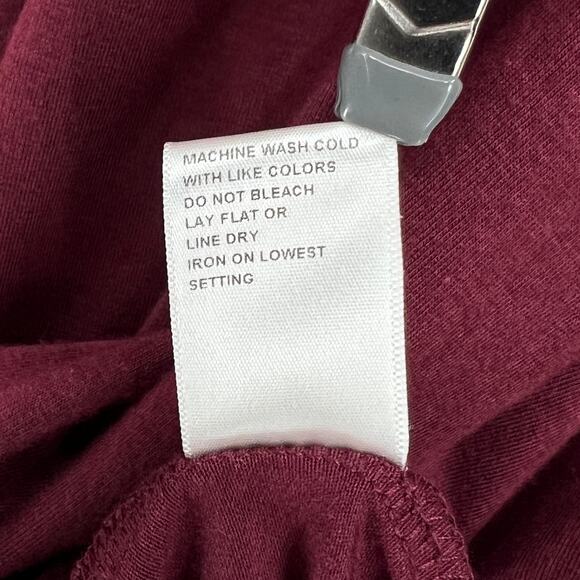 MACHINE WASH COLD
WITH LIKE COLORS
DO NOT BLEACH
LAY FLAT OR
LINE DRY
IRON ON LOWEST
SETTING